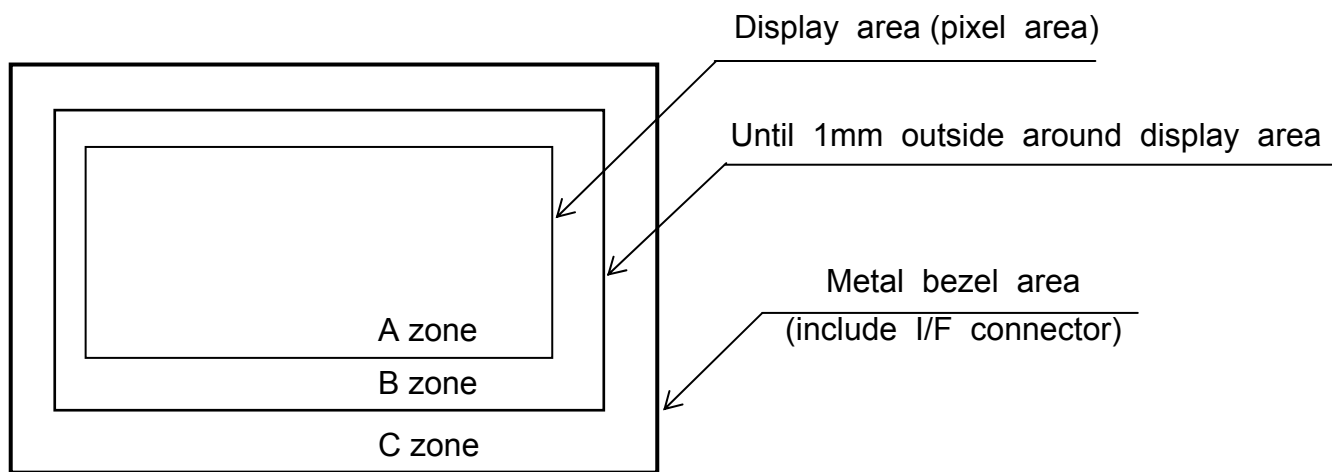 Display area (pixel area)
Until 1mm outside around display area
Metal bezel area
(include I/F connector)
A zone
B zone
C zone